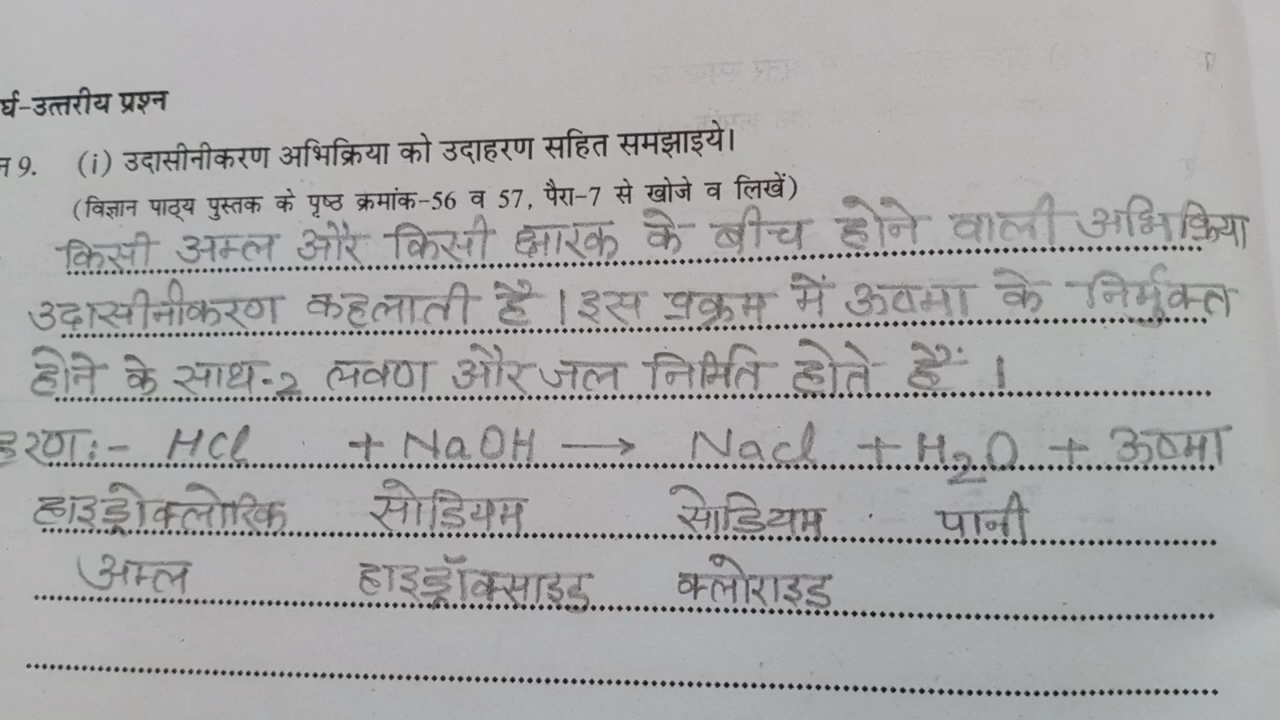 र्घ-उत्तरीय प्रश्न
न 9. (i) उदासीनीकरण अभिक्रिया को उदाहरण सहित समझाइये।
(विज्ञान पाठ्य पुस्तक के पृष्ठ क्रमांक-56 व 57, पैरा-7 से खोजे व लिखें)
किसी अम्ल और किसी क्षारक के बीच होने वाली अभिक्रिया
उदासीनीकरण कहलाती है। इस प्रक्रम में ऊष्मा के निर्मुक्त
होने के साथ-2 लवण और जल निर्मित होते हैं।
हरण:- HCl + NaOH → NaCl + H₂O + ऊष्मा
हाइड्रोक्लोरिक सोडियम सोडियम पानी
अम्ल हाइड्रॉक्साइड क्लोराइड